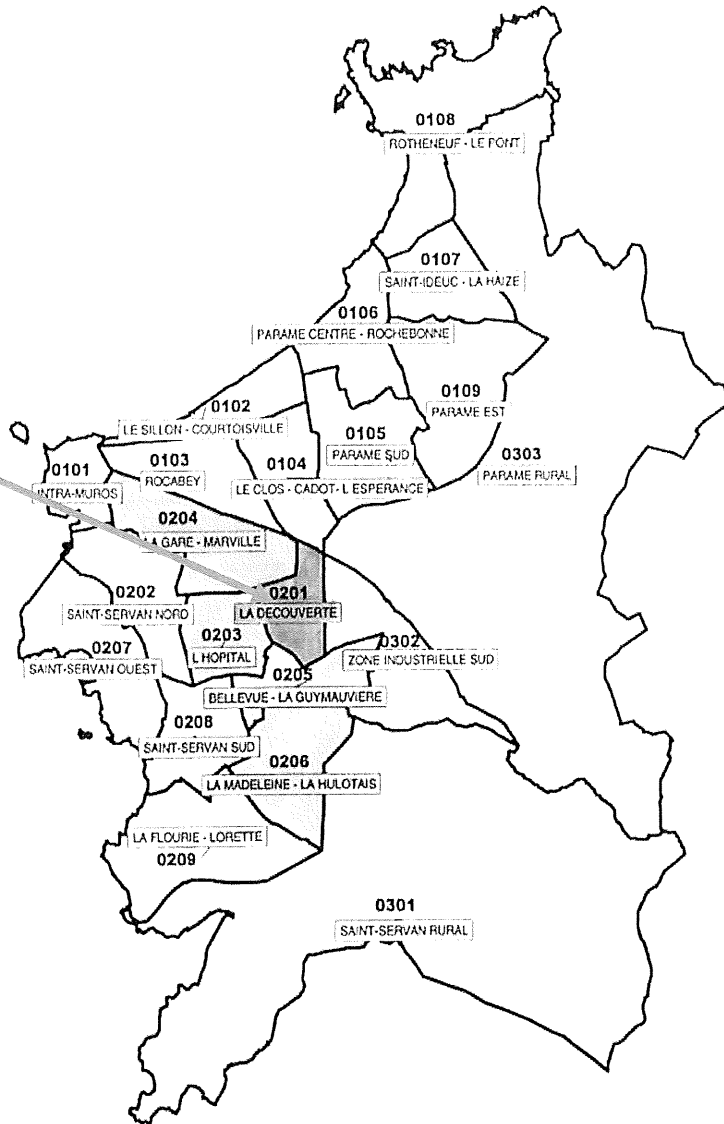 0108
ROTHENEUF - LE PONT
0107
SAINT-IDEUC - LA HAIZE
0106
PARAME CENTRE - ROCHEBONNE
0109
PARAME EST
0102
LE SILLON - COURTOISVILLE
0105
PARAME SUD
0303
PARAME RURAL
0101
INTRA-MUROS
0103
ROCABEY
0104
LE CLOS - CADOT - L ESPERANCE
0204
LA GARE - MARVILLE
0201
LA DECOUVERTE
0202
SAINT-SERVAN NORD
0203
L HOPITAL
0302
ZONE INDUSTRIELLE SUD
0207
SAINT-SERVAN OUEST
0205
BELLEVUE - LA GUYMAUVIERE
0208
SAINT-SERVAN SUD
0206
LA MADELEINE - LA HULOTAIS
LA FLOURIE - LORETTE
0209
0301
SAINT-SERVAN RURAL